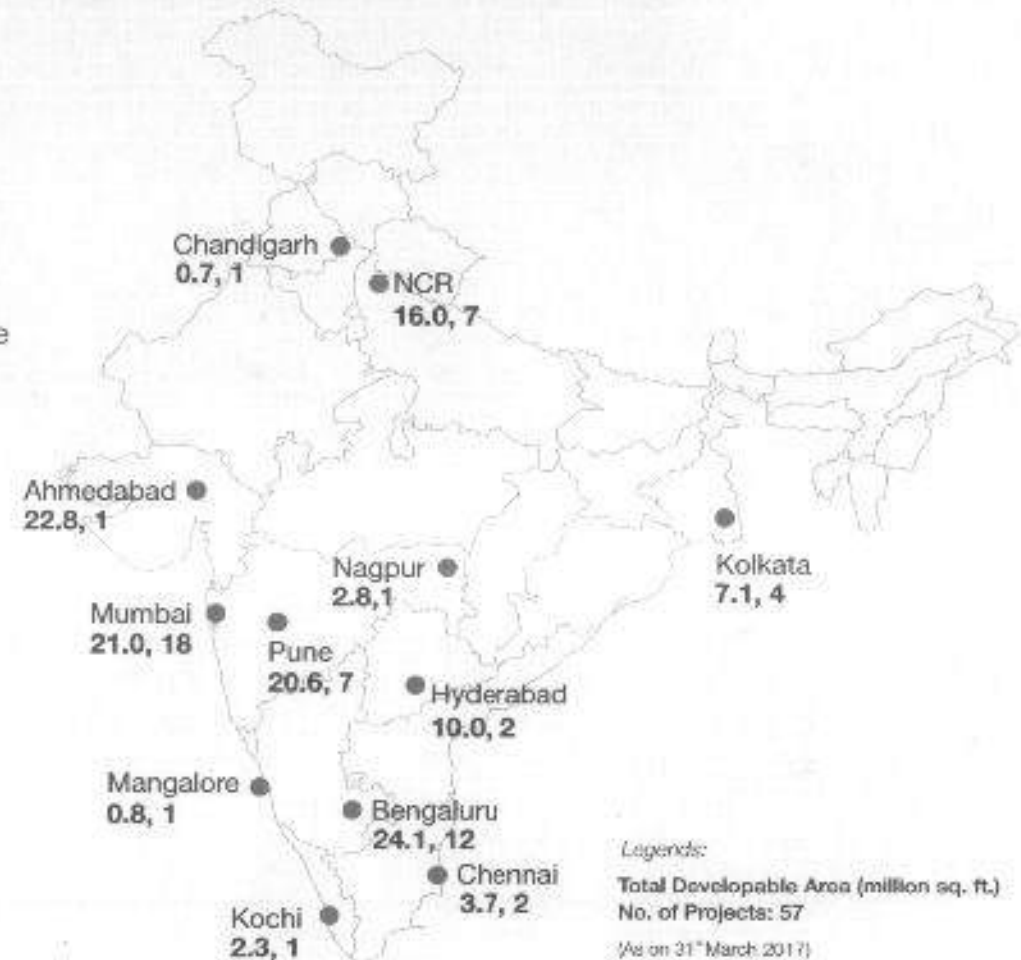 Chandigarh
0.7, 1
NCR
16.0, 7
e
Ahmedabad
22.8, 1
Nagpur
2.8,1
Kolkata
7.1, 4
Mumbai
21.0, 18
Pune
20.6, 7
Hyderabad
10.0, 2
Mangalore
0.8, 1
Bengaluru
24.1, 12
Chennai
3.7, 2
Kochi
2.3, 1
Legends:
Total Developable Area (million sq. ft.)
No. of Projects: 57
(As on 31st March 2017)